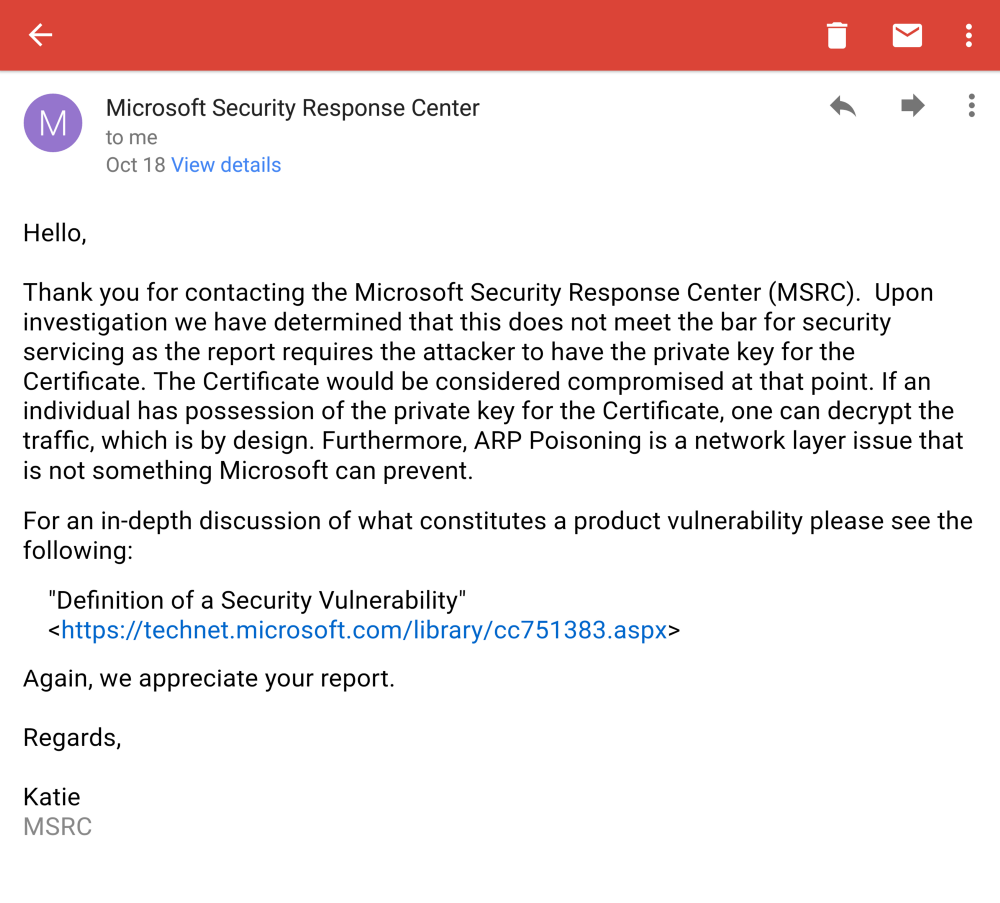 M
Microsoft Security Response Center
to me
Oct 18 View details
Hello,
Thank you for contacting the Microsoft Security Response Center (MSRC).  Upon
investigation we have determined that this does not meet the bar for security
servicing as the report requires the attacker to have the private key for the
Certificate. The Certificate would be considered compromised at that point. If an
individual has possession of the private key for the Certificate, one can decrypt the
traffic, which is by design. Furthermore, ARP Poisoning is a network layer issue that
is not something Microsoft can prevent.
For an in-depth discussion of what constitutes a product vulnerability please see the
following:
"Definition of a Security Vulnerability"
<https://technet.microsoft.com/library/cc751383.aspx>
Again, we appreciate your report.
Regards,
Katie
MSRC